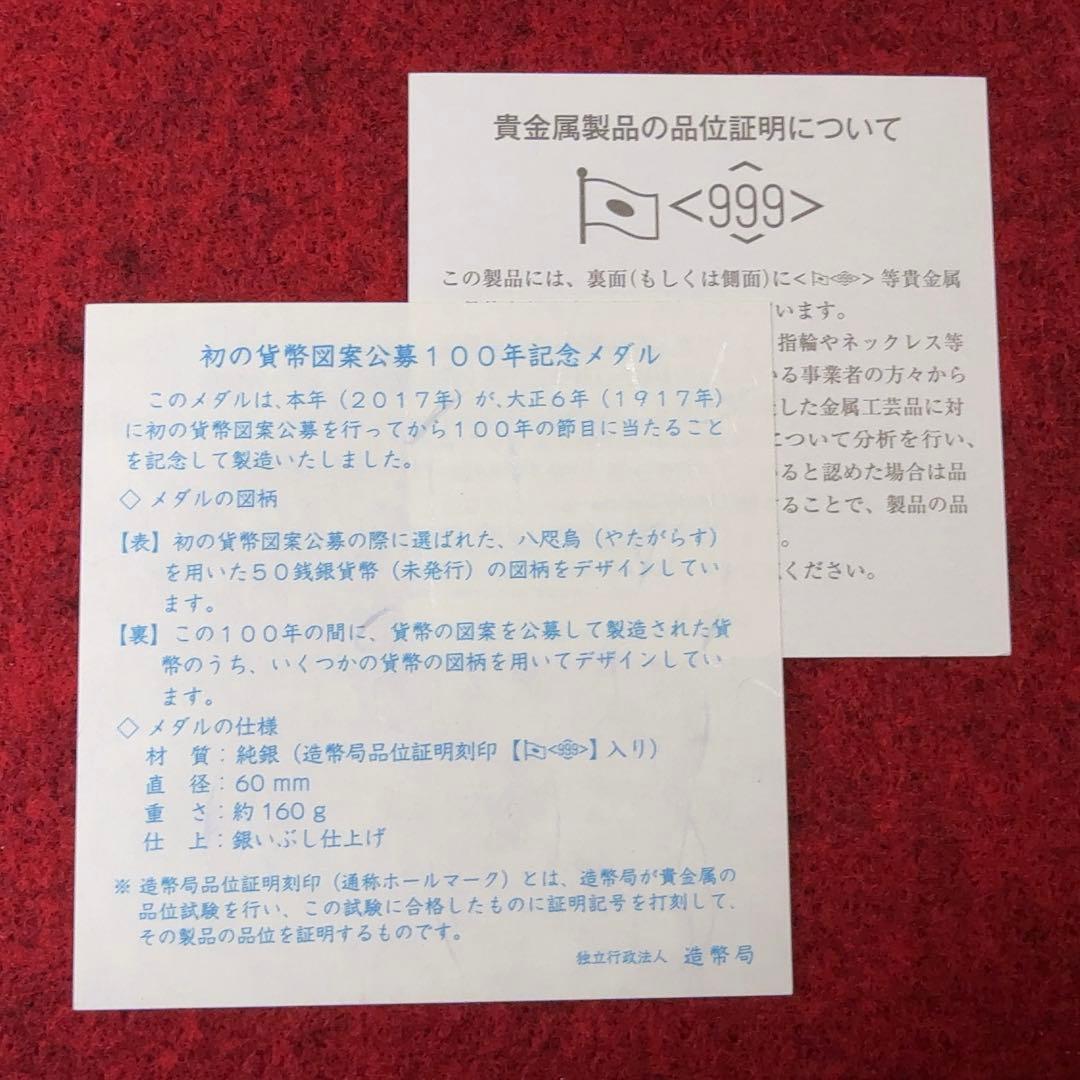 貴金属製品の品位証明について
<999>
この製品には、裏面(もしくは側面)に<999>等貴金属
います。
指輪やネックレス等
る事業者の方々から
した金属工芸品に対
について分析を行い、
ると認めた場合は品
ることで、製品の品
。
ください。
初の貨幣図案公募100年記念メダル
このメダルは、本年（2017年）が、大正6年（1917年）
に初の貨幣図案公募を行ってから100年の節目に当たること
を記念して製造いたしました。
◇ メダルの図柄
【表】初の貨幣図案公募の際に選ばれた、八咫烏（やたがらす）
を用いた50銭銀貨幣（未発行）の図柄をデザインしてい
ます。
【裏】この100年の間に、貨幣の図案を公募して製造された貨
幣のうち、いくつかの貨幣の図柄を用いてデザインしてい
ます。
◇ メダルの仕様
材　質：純銀（造幣局品位証明刻印【<999>】入り）
直　径：60 mm
重　さ：約160 g
仕　上：銀いぶし仕上げ
※ 造幣局品位証明刻印（通称ホールマーク）とは、造幣局が貴金属の
品位試験を行い、この試験に合格したものに証明記号を打刻して、
その製品の品位を証明するものです。
独立行政法人 造幣局